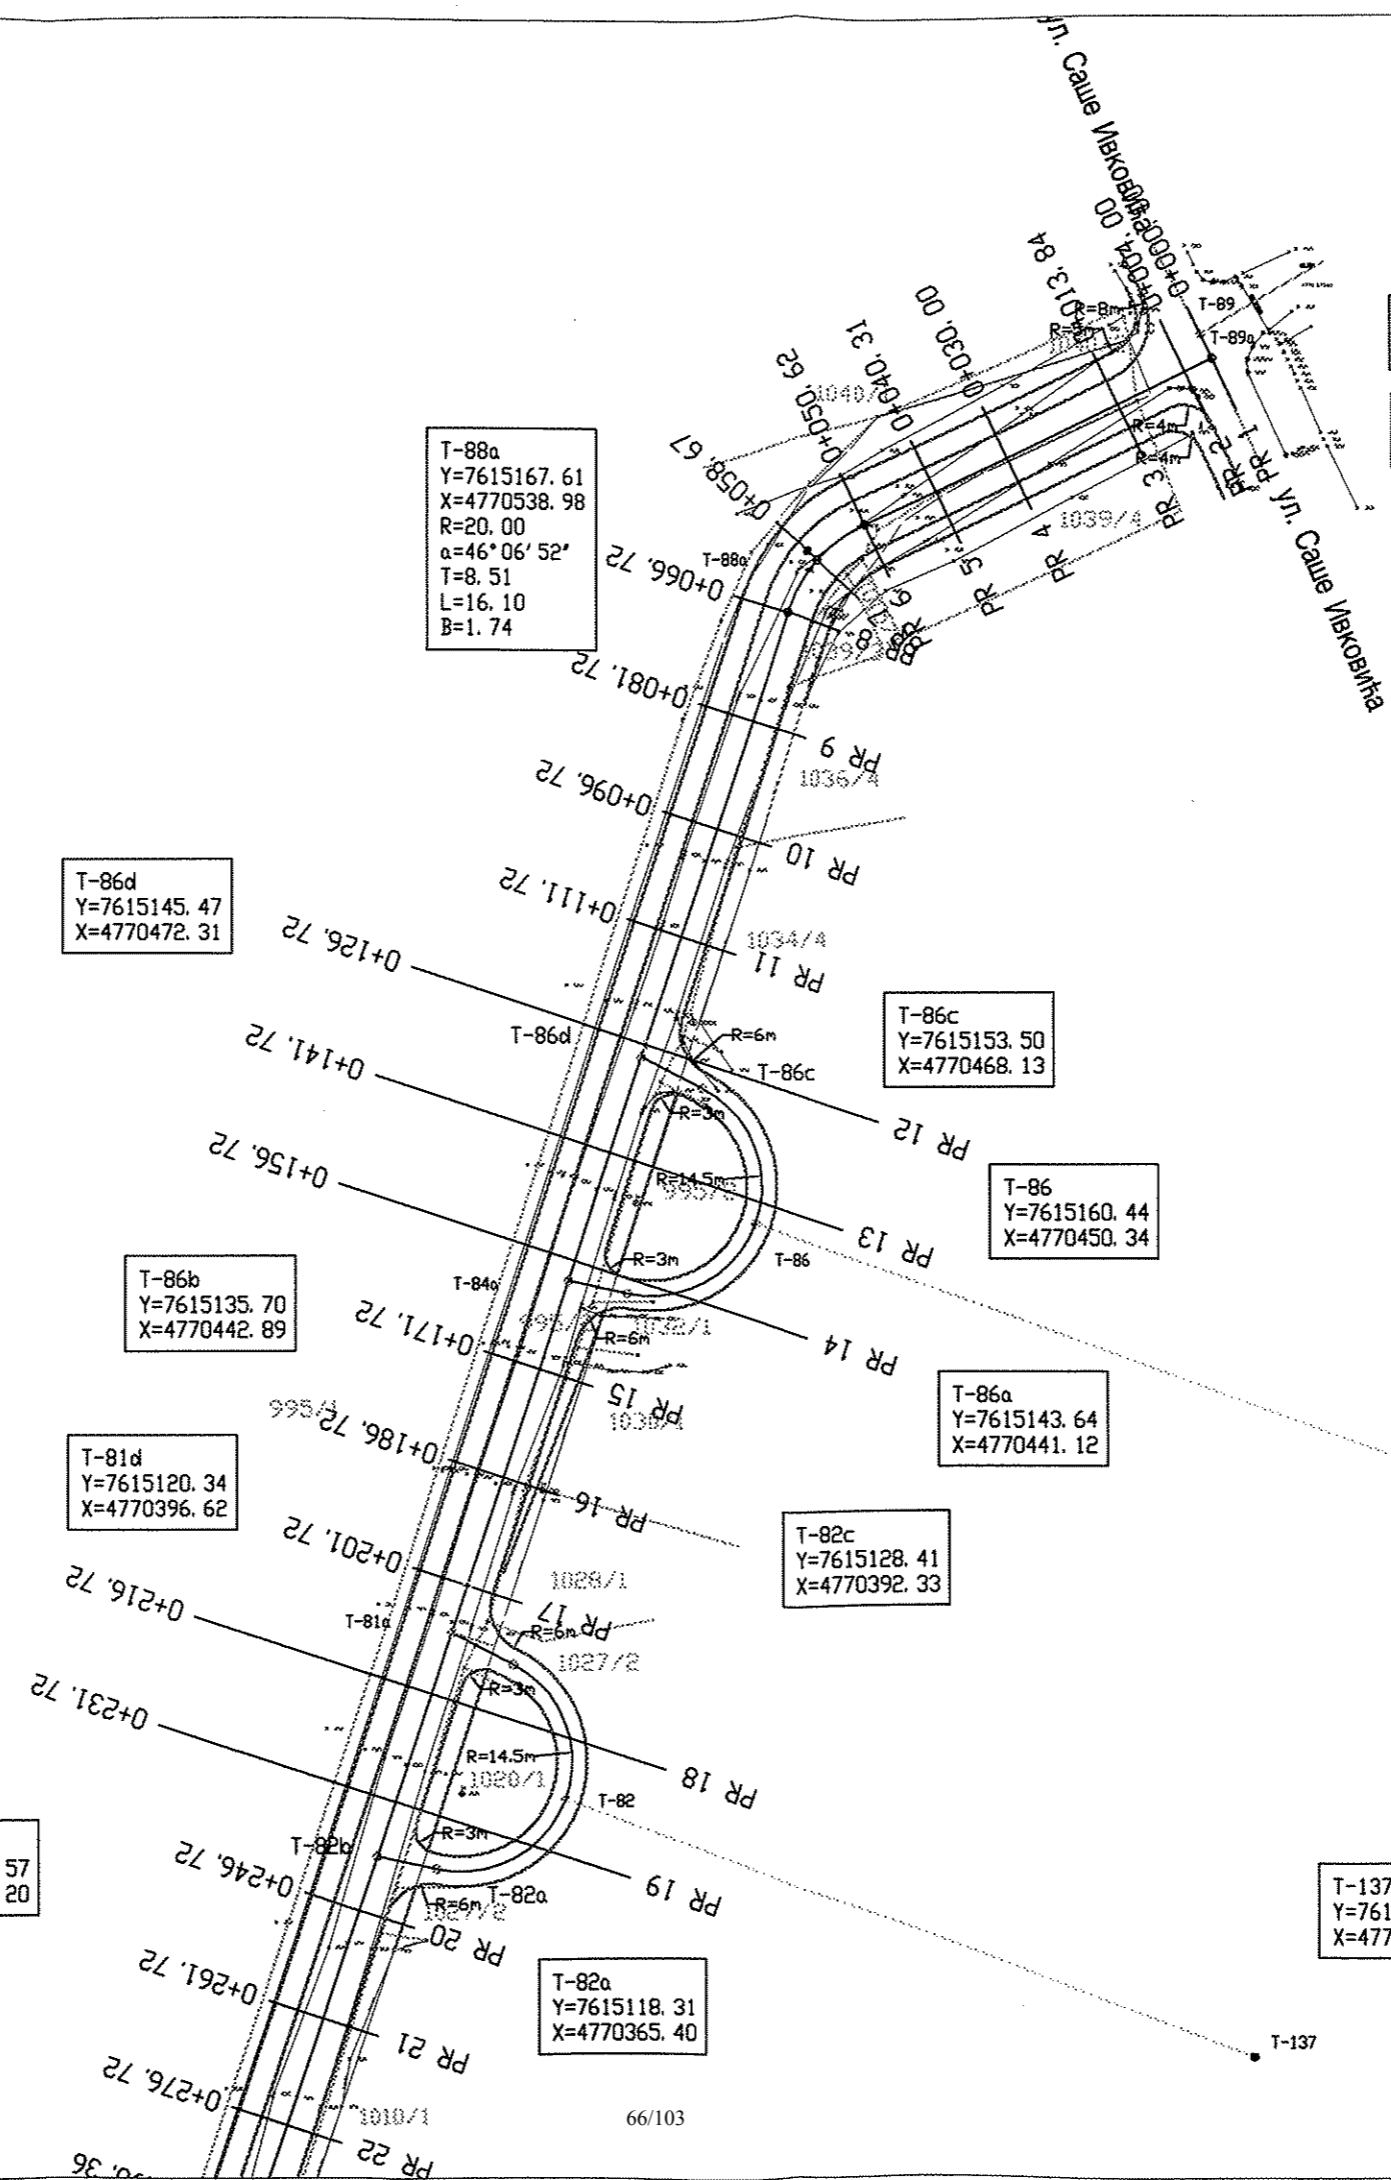 ул. Саше Ивковића
0+000. 00
0+004. 00
0+013. 84
0+030. 00
0+040. 31
0+050. 62
0+058. 67
0+066. 72
0+081. 72
0+096. 72
0+111. 72
0+126. 72
0+141. 72
0+156. 72
0+171. 72
0+186. 72
0+201. 72
0+216. 72
0+231. 72
0+246. 72
0+261. 72
0+276. 72
T-89
T-89a
R=8m
R=5m
R=4m
R=4m
PR 1
PR 2
PR 3
PR 4
PR 5
PR 6
ул. Саше Ивковића
1039/4
T-88a
Y=7615167. 61
X=4770538. 98
R=20. 00
α=46° 06' 52"
T=8. 51
L=16. 10
B=1. 74
T-88a
PR 9
1036/4
PR 10
T-86d
Y=7615145. 47
X=4770472. 31
1034/4
PR 11
T-86d
R=6m
T-86c
T-86c
Y=7615153. 50
X=4770468. 13
R=3m
PR 12
R=14.5m
T-86
Y=7615160. 44
X=4770450. 34
PR 13
T-86
R=3m
T-86b
Y=7615135. 70
X=4770442. 89
T-84a
1032/1
R=6m
PR 14
PR 15
T-86a
Y=7615143. 64
X=4770441. 12
T-81d
Y=7615120. 34
X=4770396. 62
PR 16
T-82c
Y=7615128. 41
X=4770392. 33
1028/1
PR 17
T-81a
R=6m
1027/2
R=3m
R=14.5m
1020/1
PR 18
T-82
R=3m
T-82b
PR 19
57
20
R=6m
T-82a
1027/2
PR 20
T-137
Y=761
X=477
T-82a
Y=7615118. 31
X=4770365. 40
PR 21
T-137
1010/1
PR 22
66/103